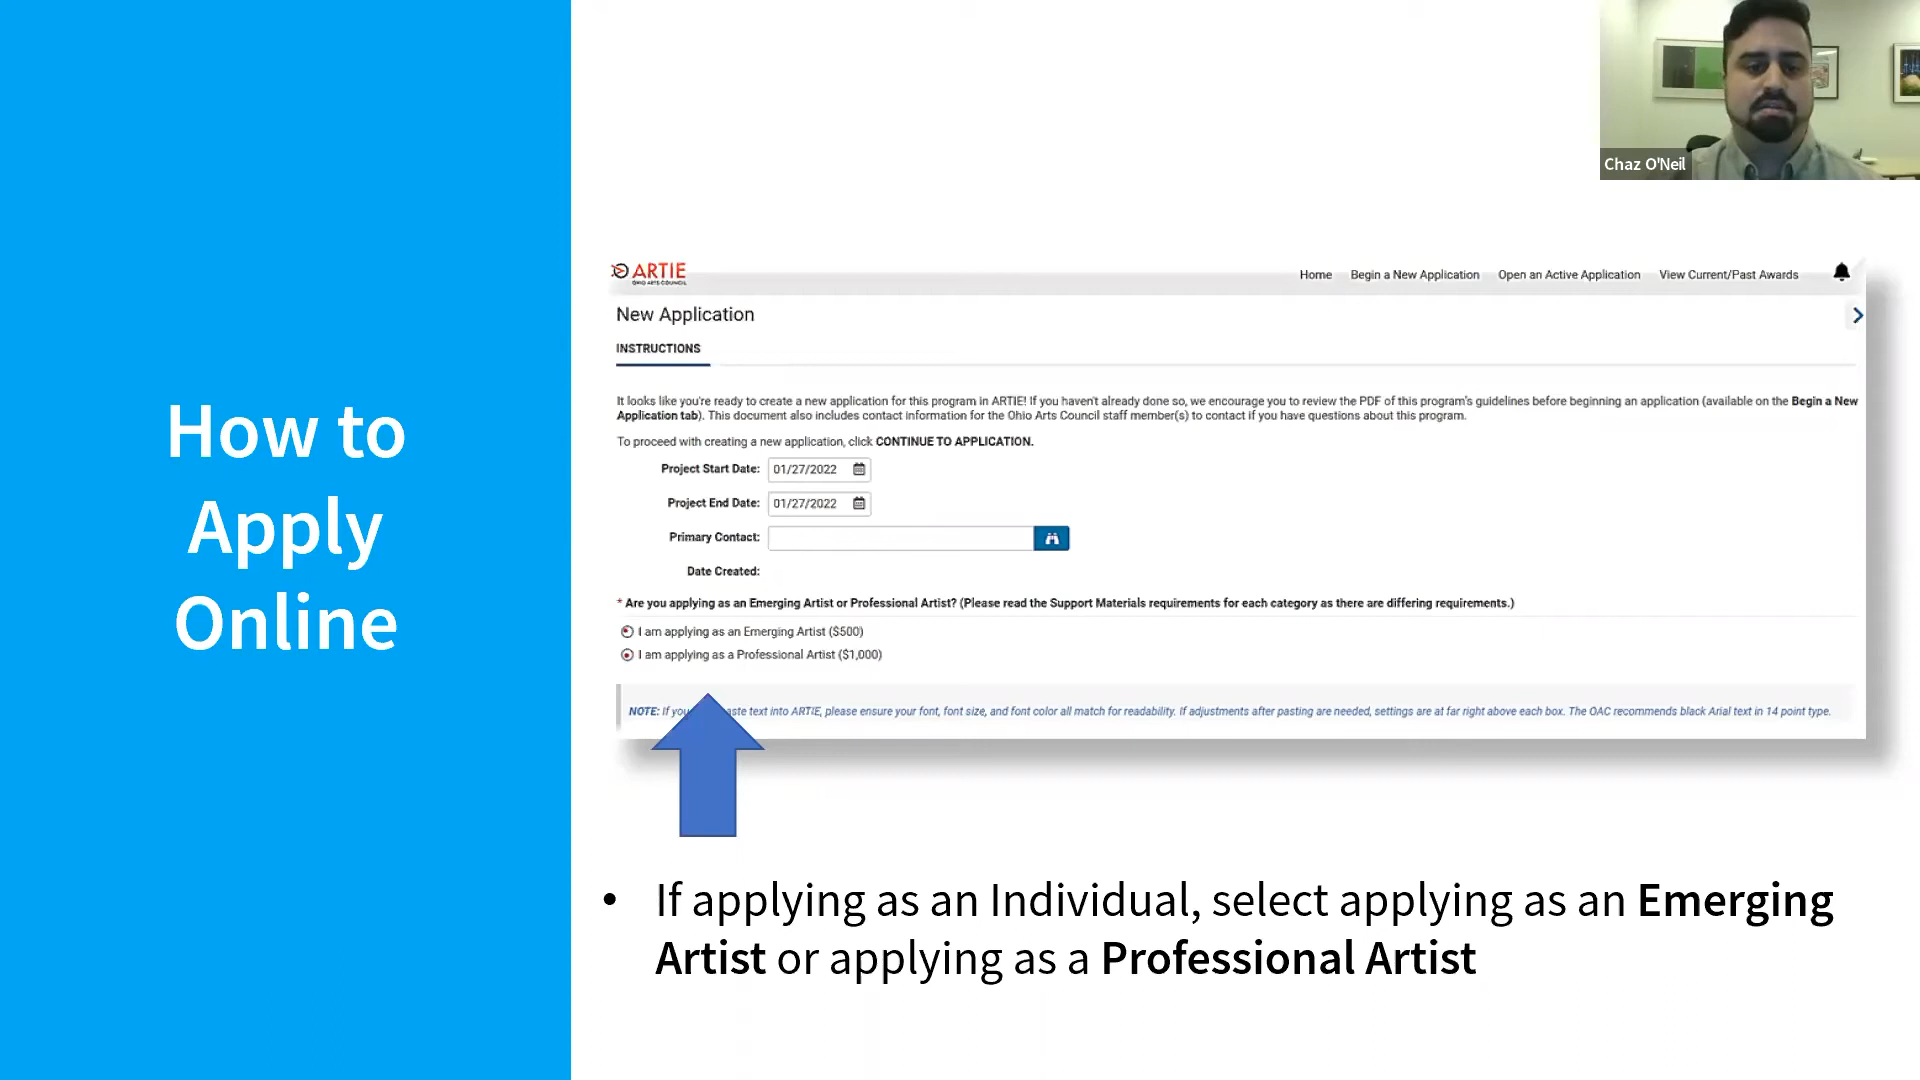 How to
Apply
Online
Chaz O'Neil
ARTIE
OHIO ARTS COUNCIL
Home Begin a New Application Open an Active Application View Current/Past Awards
New Application
INSTRUCTIONS
It looks like you're ready to create a new application for this program in ARTIE! If you haven't already done so, we encourage you to review the PDF of this program's guidelines before beginning an application (available on the Begin a New
Application tab). This document also includes contact information for the Ohio Arts Council staff member(s) to contact if you have questions about this program.
To proceed with creating a new application, click CONTINUE TO APPLICATION.
Project Start Date: 01/27/2022
Project End Date: 01/27/2022
Primary Contact:
Date Created:
* Are you applying as an Emerging Artist or Professional Artist? (Please read the Support Materials requirements for each category as there are differing requirements.)
I am applying as an Emerging Artist ($500)
I am applying as a Professional Artist ($1,000)
NOTE: If you text into ARTIE, please ensure your font, font size, and font color all match for readability. If adjustments after pasting are needed, settings are at far right above each box. The OAC recommends black Arial text in 14 point type.
• If applying as an Individual, select applying as an Emerging
Artist or applying as a Professional Artist